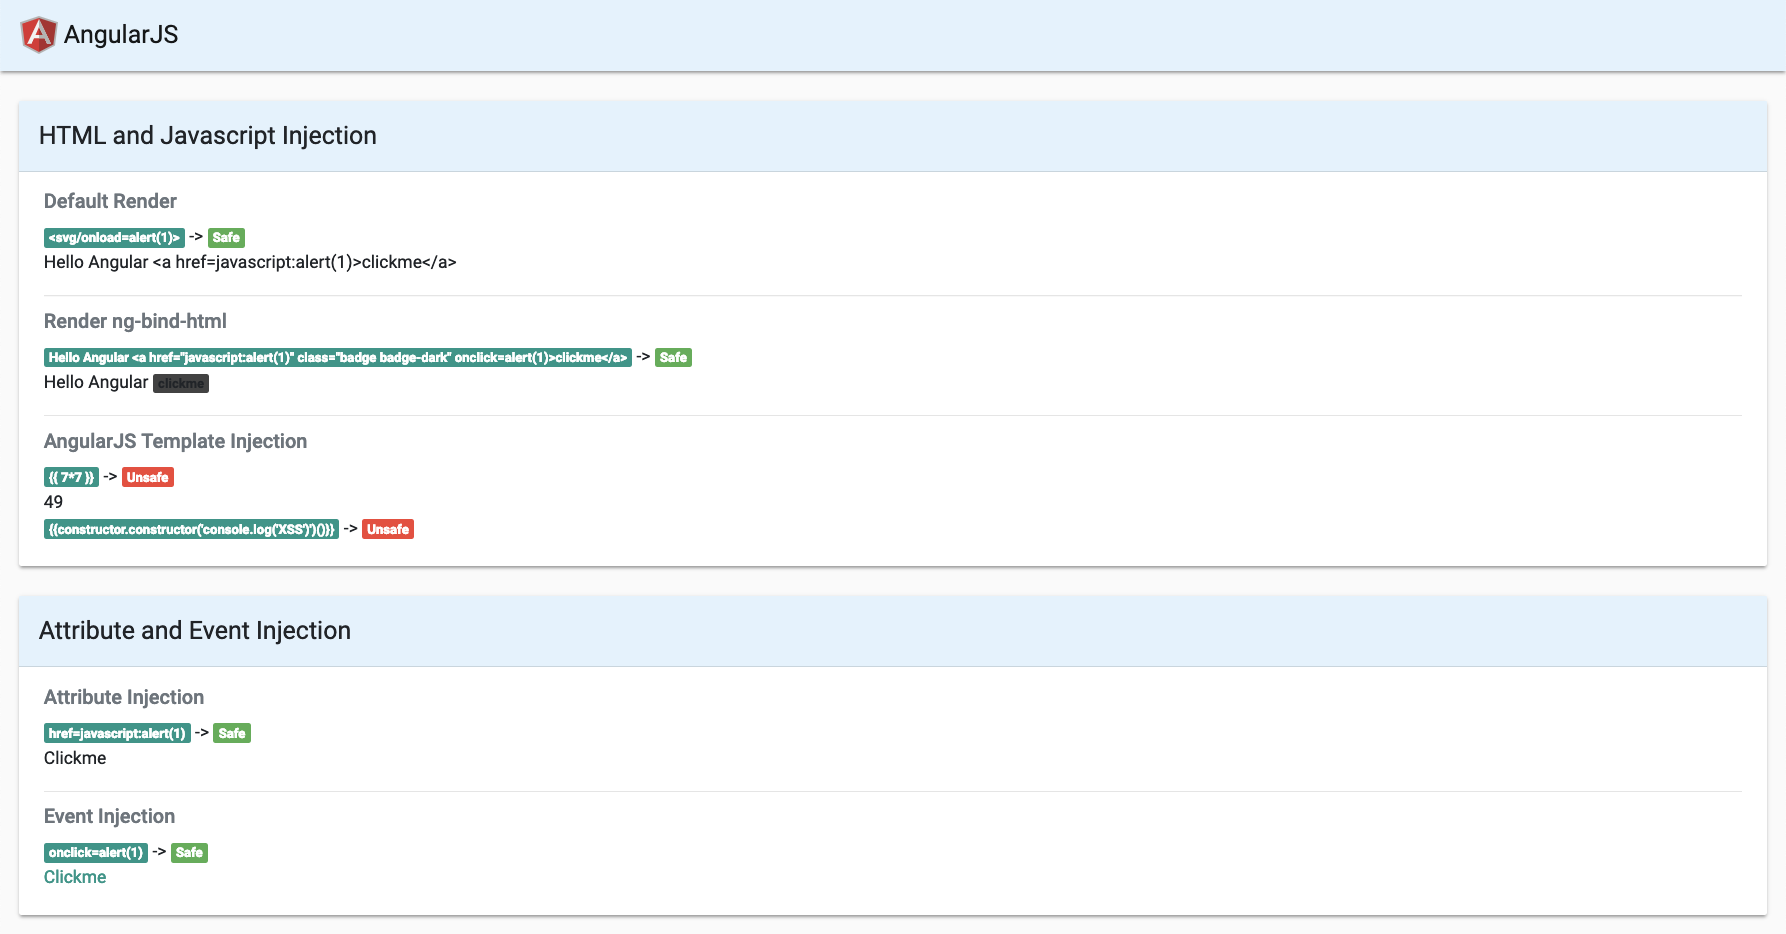 AngularJS
HTML and Javascript Injection
Default Render
<svg/onload=alert(1)> -> Safe
Hello Angular <a href=javascript:alert(1)>clickme</a>
Render ng-bind-html
Hello Angular <a href="javascript:alert(1)" class="badge badge-dark" onclick=alert(1)>clickme</a> -> Safe
Hello Angular clickme
AngularJS Template Injection
{{ 7*7 }} -> Unsafe
49
{{constructor.constructor('console.log('XSS')')()}} -> Unsafe
Attribute and Event Injection
Attribute Injection
href=javascript:alert(1) -> Safe
Clickme
Event Injection
onclick=alert(1) -> Safe
Clickme